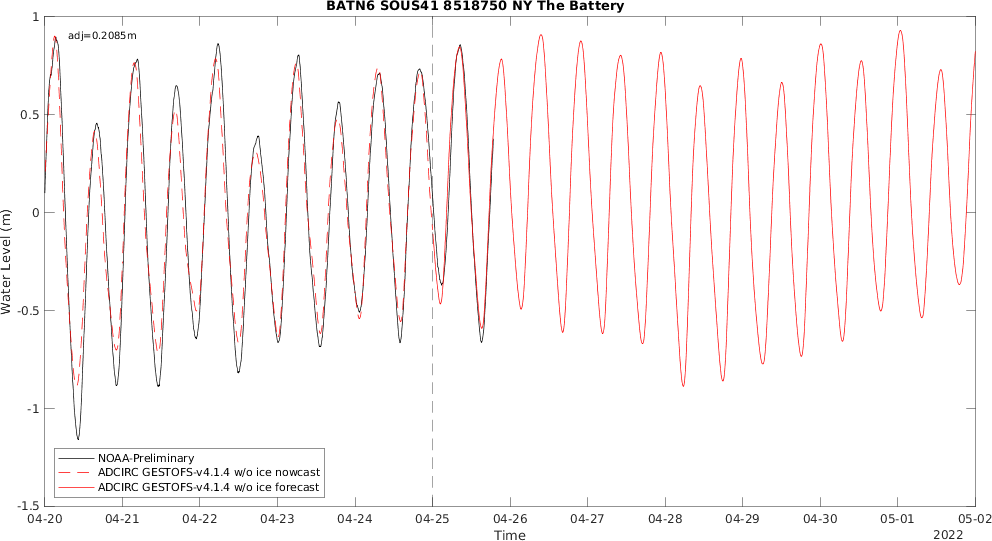 BATN6 SOUS41 8518750 NY The Battery
adj=0.2085m
1
0.5
0
-0.5
-1
-1.5
Water Level (m)
NOAA-Preliminary
ADCIRC GESTOFS-v4.1.4 w/o ice nowcast
ADCIRC GESTOFS-v4.1.4 w/o ice forecast
04-20 04-21 04-22 04-23 04-24 04-25 04-26 04-27 04-28 04-29 04-30 05-01 05-02
Time
2022